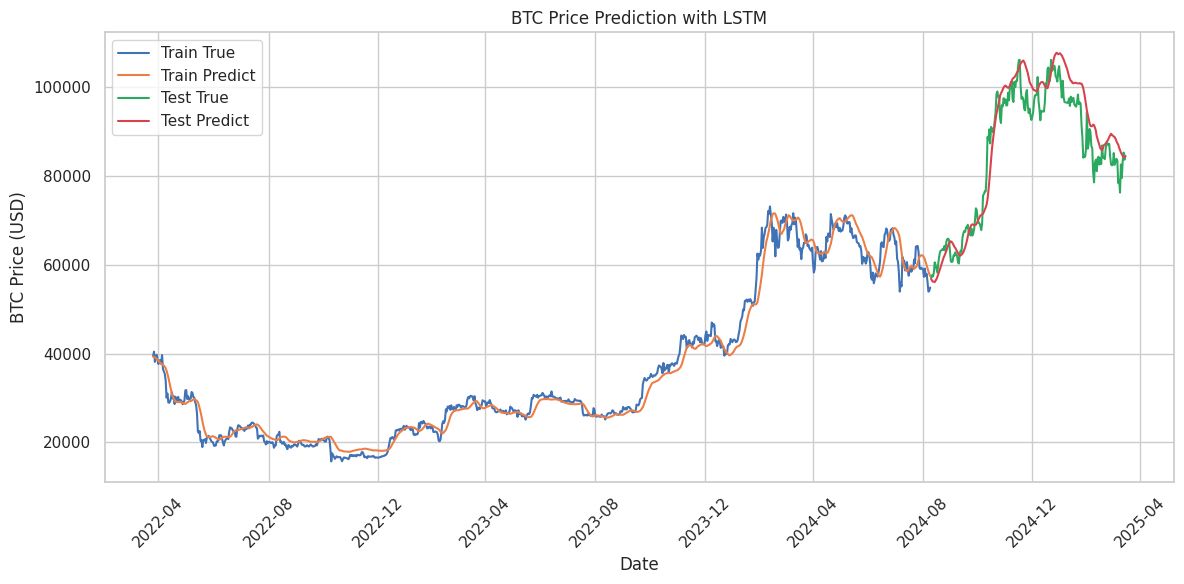 BTC Price Prediction with LSTM
Train True
Train Predict
Test True
Test Predict
BTC Price (USD)
100000
80000
60000
40000
20000
2022-04
2022-08
2022-12
2023-04
2023-08
2023-12
2024-04
2024-08
2024-12
2025-04
Date